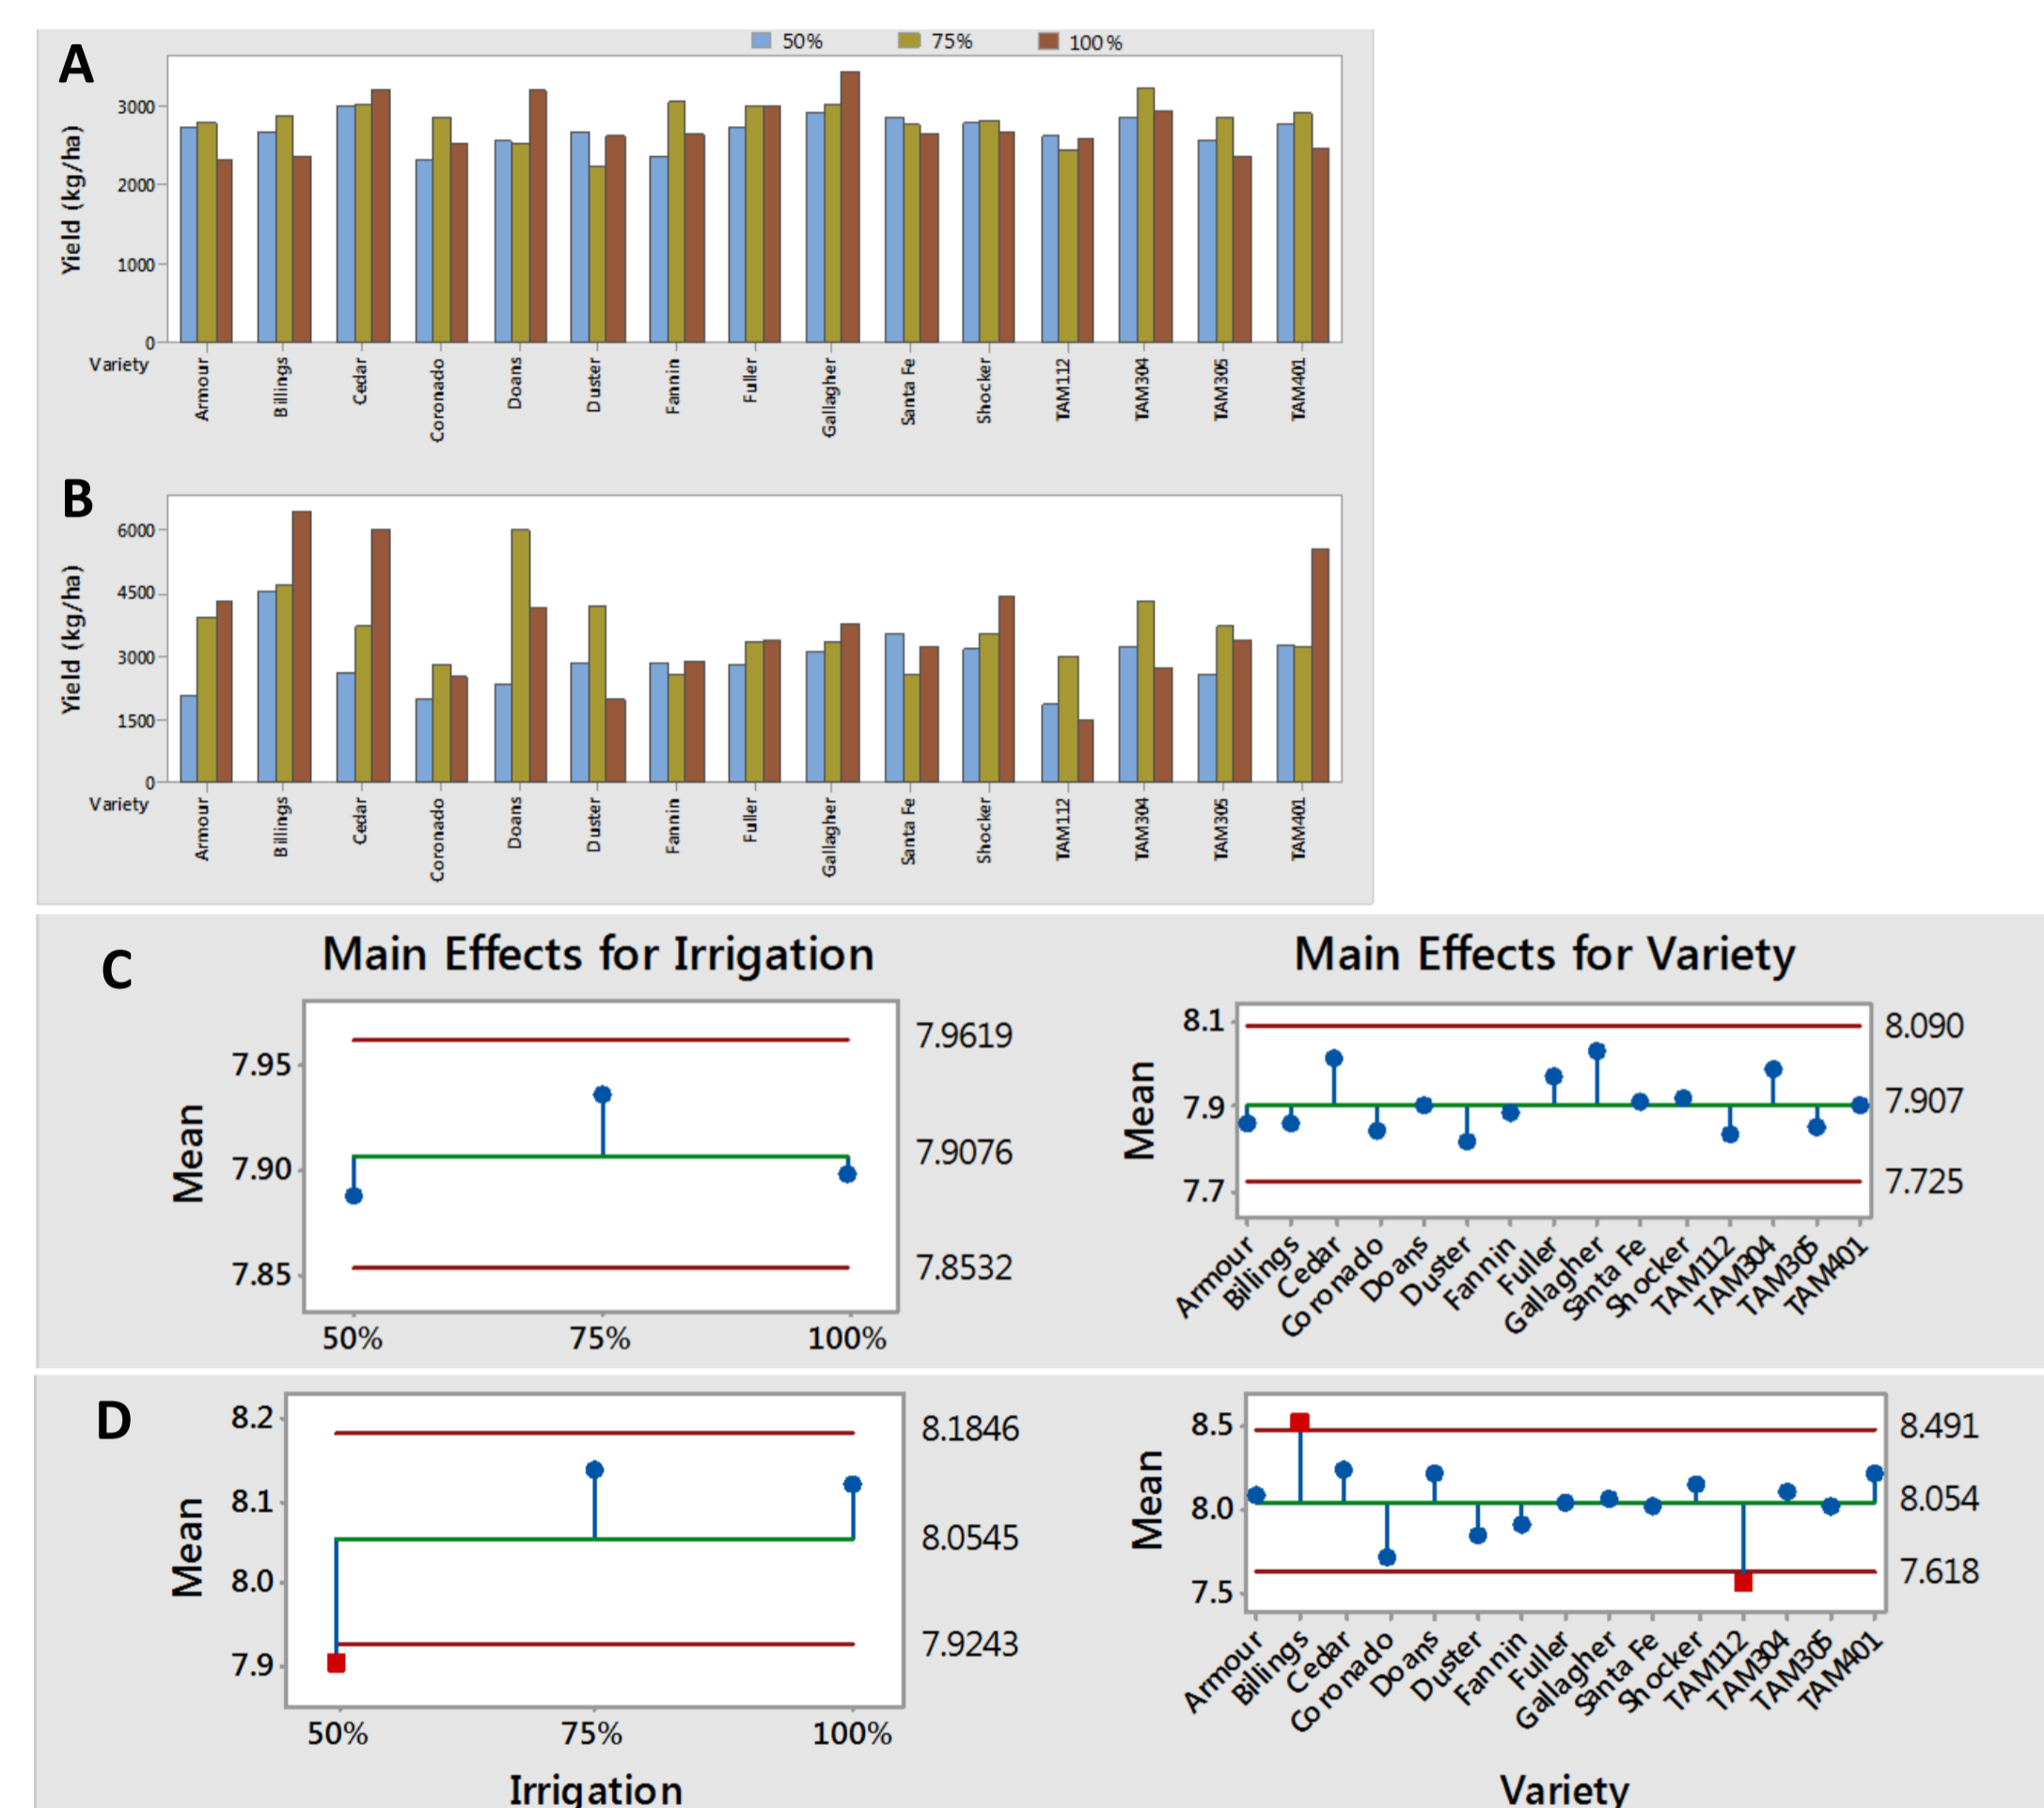 A
50% 75% 100%
Yield (kg/ha)
3000
2000
1000
0
Variety
Armour Billings Cedar Coronado Doans Duster Fannin Fuller Gallagher Santa Fe Shocker TAM112 TAM304 TAM305 TAM401
B
Yield (kg/ha)
6000
4500
3000
1500
0
Variety
Armour Billings Cedar Coronado Doans Duster Fannin Fuller Gallagher Santa Fe Shocker TAM112 TAM304 TAM305 TAM401
C
Main Effects for Irrigation
Mean
7.95
7.90
7.85
7.9619
7.9076
7.8532
50% 75% 100%
Main Effects for Variety
Mean
8.1
7.9
7.7
8.090
7.907
7.725
Armour Billings Cedar Coronado Doans Duster Fannin Fuller Gallagher Santa Fe Shocker TAM112 TAM304 TAM305 TAM401
D
Mean
8.2
8.1
8.0
7.9
8.1846
8.0545
7.9243
50% 75% 100%
Irrigation
Mean
8.5
8.0
7.5
8.491
8.054
7.618
Armour Billings Cedar Coronado Doans Duster Fannin Fuller Gallagher Santa Fe Shocker TAM112 TAM304 TAM305 TAM401
Variety